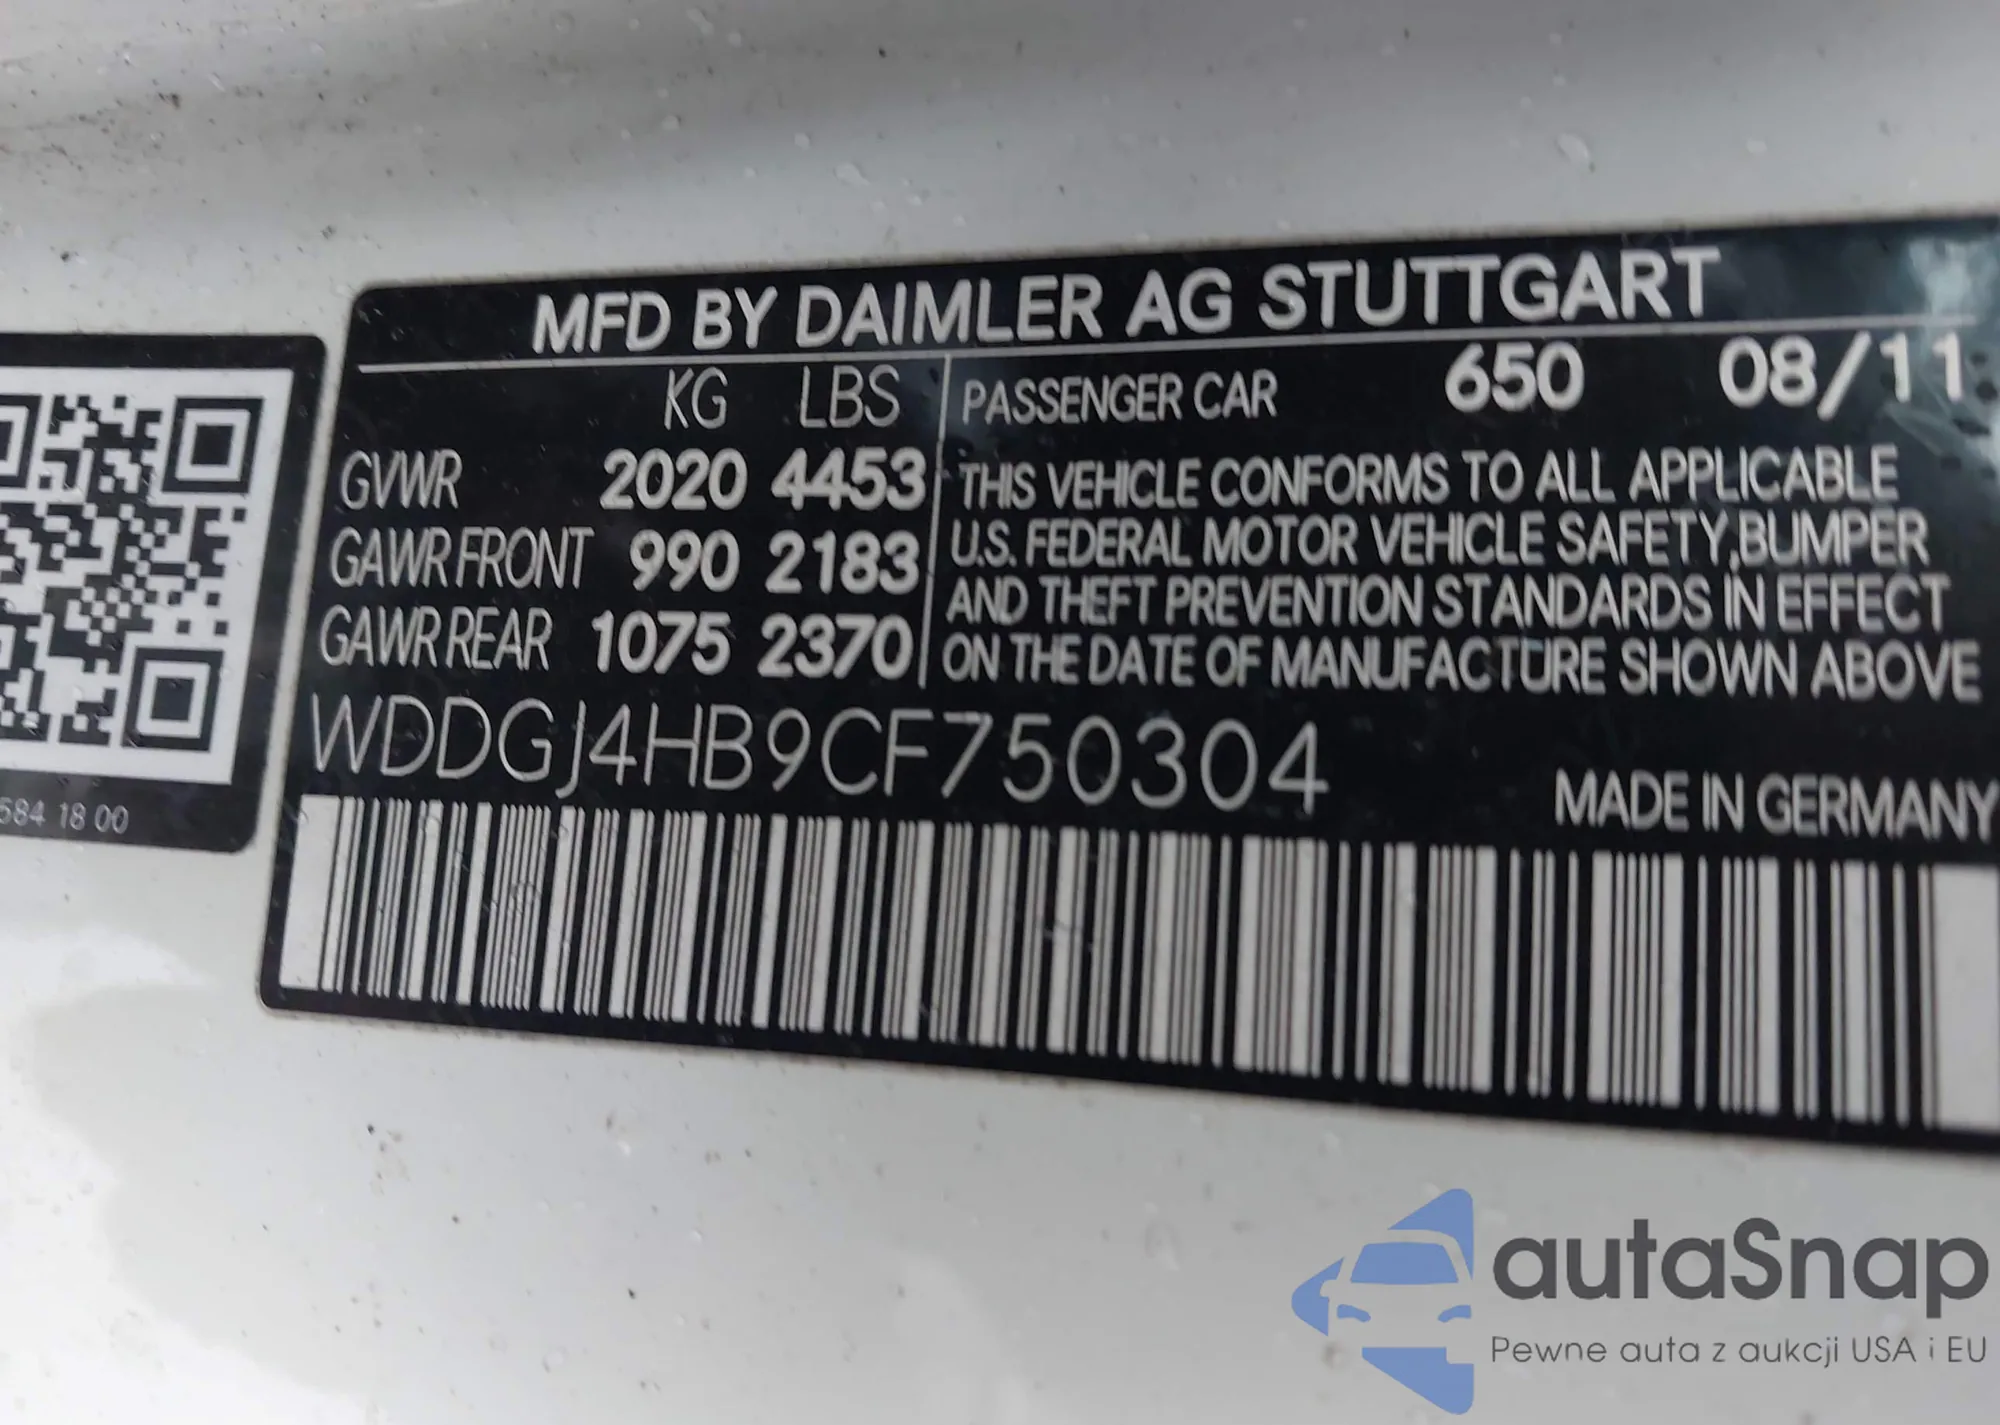 MFD BY DAIMLER AG STUTTGART
KG LBS
GVWR 2020 4453
GAWR FRONT 990 2183
GAWR REAR 1075 2370
PASSENGER CAR 650 08/11
THIS VEHICLE CONFORMS TO ALL APPLICABLE
U.S. FEDERAL MOTOR VEHICLE SAFETY,BUMPER
AND THEFT PREVENTION STANDARDS IN EFFECT
ON THE DATE OF MANUFACTURE SHOWN ABOVE
WDDGJ4HB9CF750304
MADE IN GERMANY
584 18 00
autaSnap
Pewne auta z aukcji USA i EU